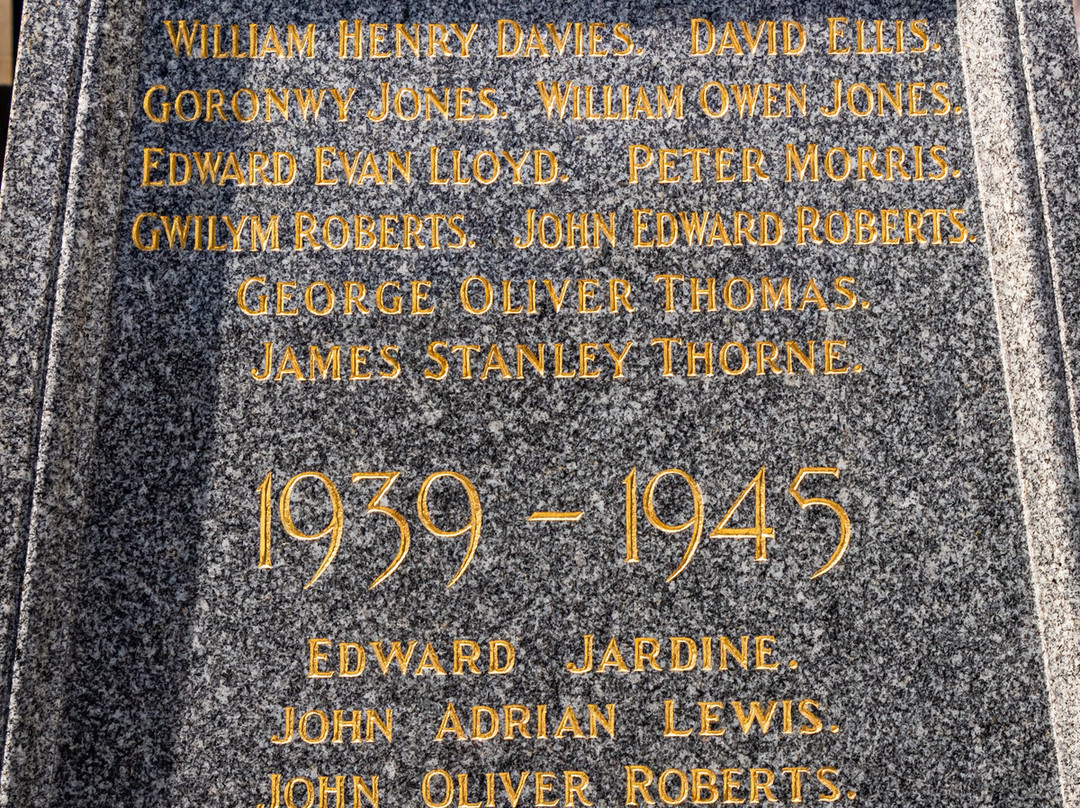 WILLIAM HENRY DAVIES. DAVID ELLIS.
GORONWY JONES. WILLIAM OWEN JONES.
EDWARD EVAN LLOYD. PETER MORRIS.
GWILYM ROBERTS. JOHN EDWARD ROBERTS.
GEORGE OLIVER THOMAS.
JAMES STANLEY THORNE.
1939 – 1945
EDWARD JARDINE.
JOHN ADRIAN LEWIS.
JOHN OLIVER ROBERTS.